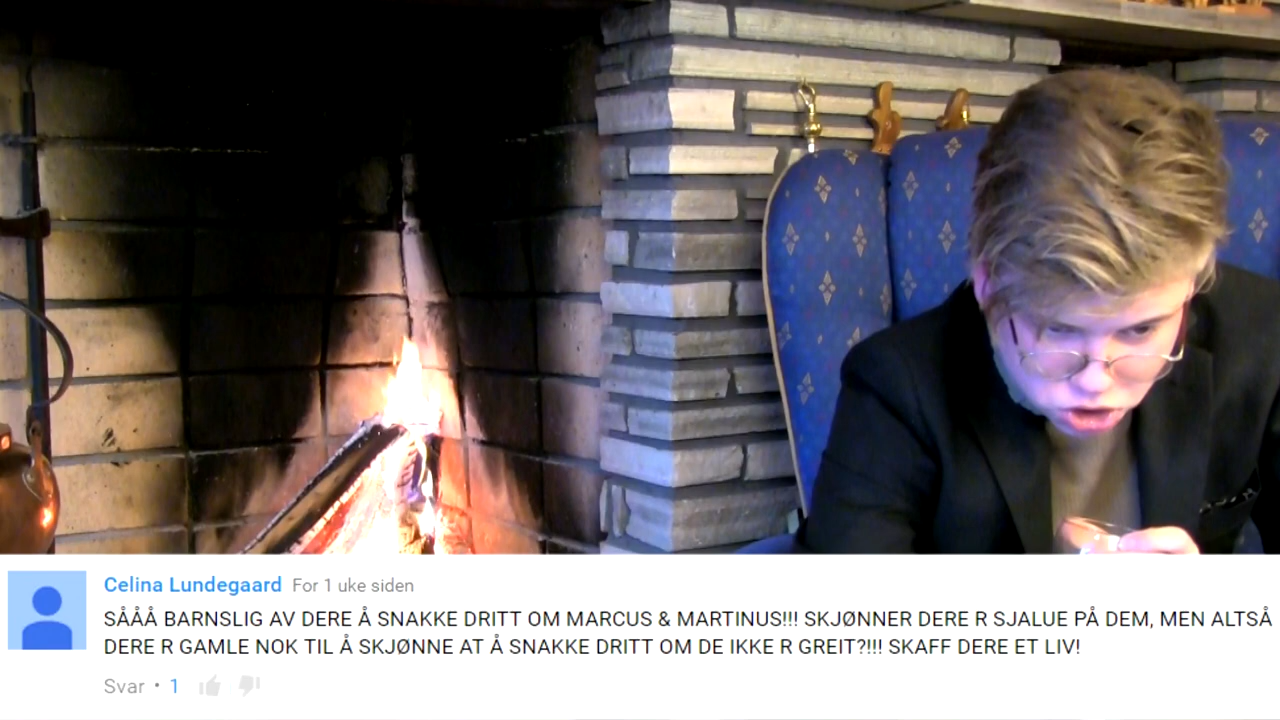 Celina Lundegaard For 1 uke siden
SÅÅÅ BARNSLIG AV DERE Å SNAKKE DRITT OM MARCUS & MARTINUS!!! SKJØNNER DERE R SJALUE PÅ DEM, MEN ALTSÅ
DERE R GAMLE NOK TIL Å SKJØNNE AT Å SNAKKE DRITT OM DE IKKE R GREIT?!!! SKAFF DERE ET LIV!
Svar • 1